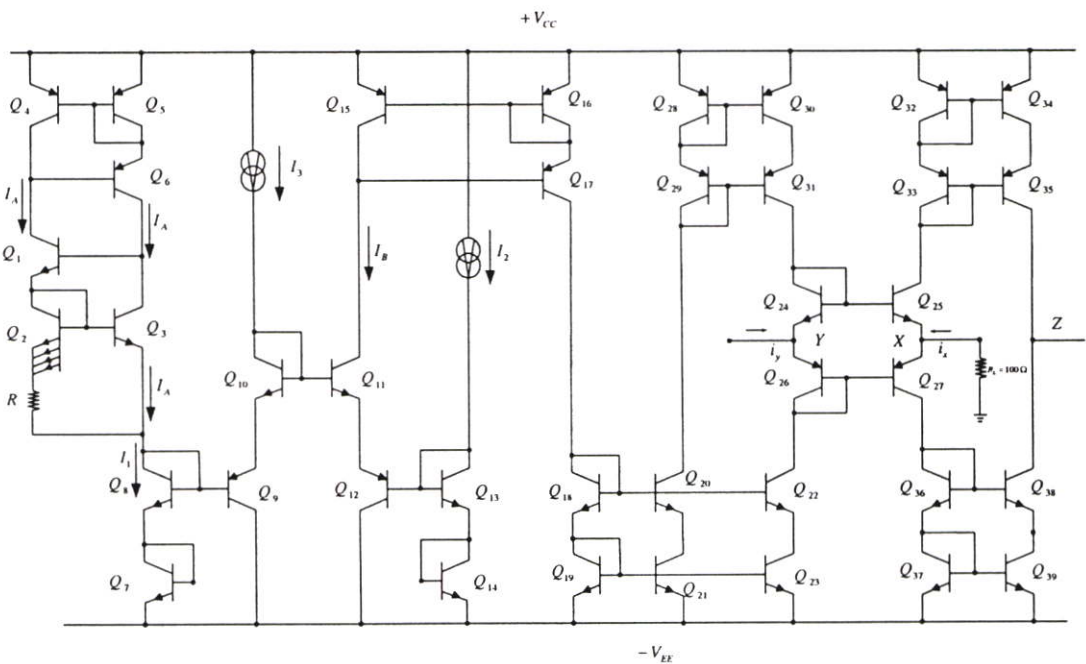 +V_CC
Q_4 Q_5 Q_15 Q_16 Q_28 Q_30 Q_32 Q_34
Q_6 I_3 Q_17 Q_29 Q_31 Q_33 Q_35
I_A I_A
Q_1 I_B I_2
Q_24 Q_25
Q_2 Q_3 Z
i_y Y X i_x
Q_10 Q_11 Q_26 Q_27 R_L = 100 Ω
R I_A
I_1
Q_8 Q_9 Q_12 Q_13 Q_18 Q_20 Q_22 Q_36 Q_38
Q_7 Q_14 Q_19 Q_21 Q_23 Q_37 Q_39
−V_EE